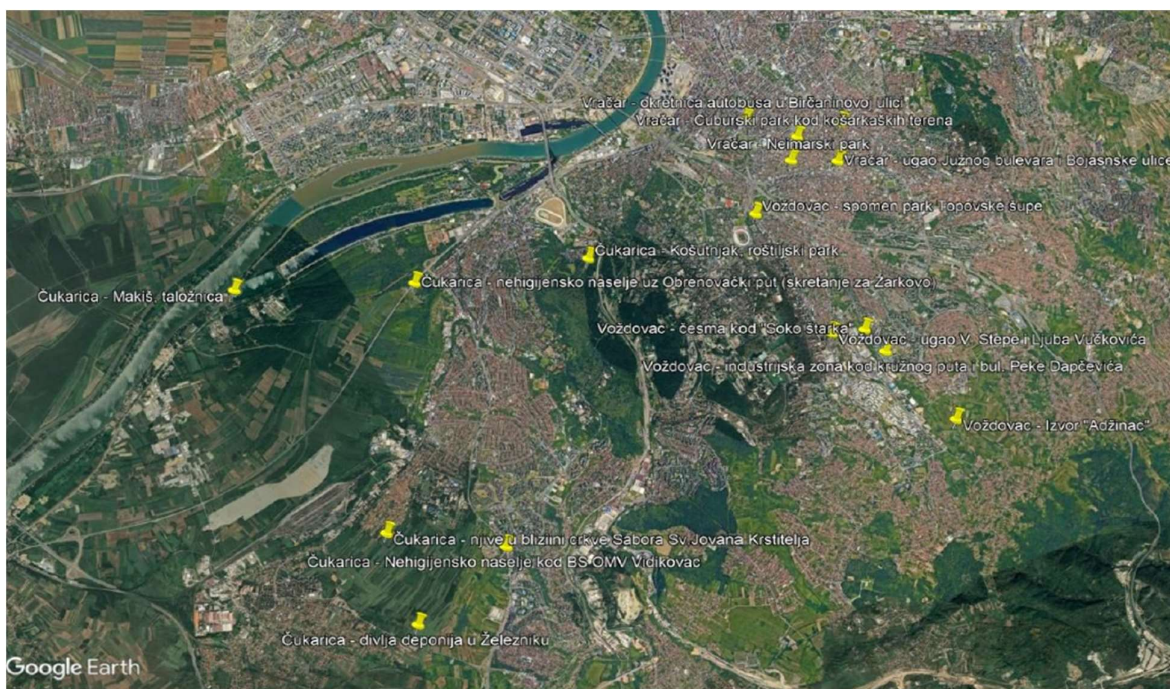 Vračar - okretnica autobusa u Birčaninovoj ulici
Vračar - Čuburski park kod košarkaških terena
Vračar - Neimarski park
Vračar - ugao Južnog bulevara i Bojasnske ulice
Voždovac - spomen park Topovske šupe
Čukarica - Košutnjak, roštiljski park
Čukarica - nehigijensko naselje uz Obrenovački put (skretanje za Žarkovo)
Čukarica - Makiš, taložnica
Voždovac - česma kod "Soko štarka"
Voždovac - ugao V. Stepe i Ljuba Vučkovića
Voždovac - industrijska zona kod kružnog puta i bul. Peke Dapčevića
Voždovac - Izvor "Adžinac"
Čukarica - njive u blizini crkve Sabora Sv.Jovana Krstitelja
Čukarica - Nehigijensko naselje kod BS OMV Vidikovac
Čukarica - divlja deponija u Železniku
Google Earth